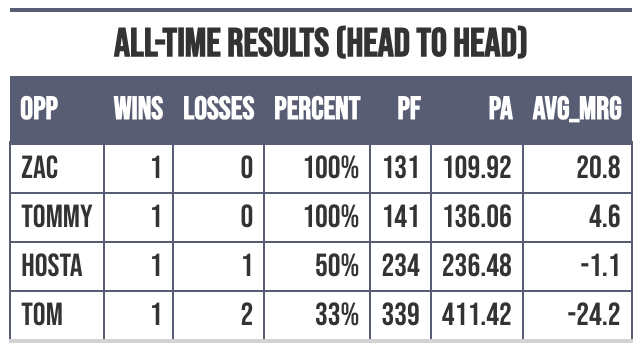 ALL-TIME RESULTS (HEAD TO HEAD)
OPP WINS LOSSES PERCENT PF PA AVG_MRG
ZAC 1 0 100% 131 109.92 20.8
TOMMY 1 0 100% 141 136.06 4.6
HOSTA 1 1 50% 234 236.48 -1.1
TOM 1 2 33% 339 411.42 -24.2